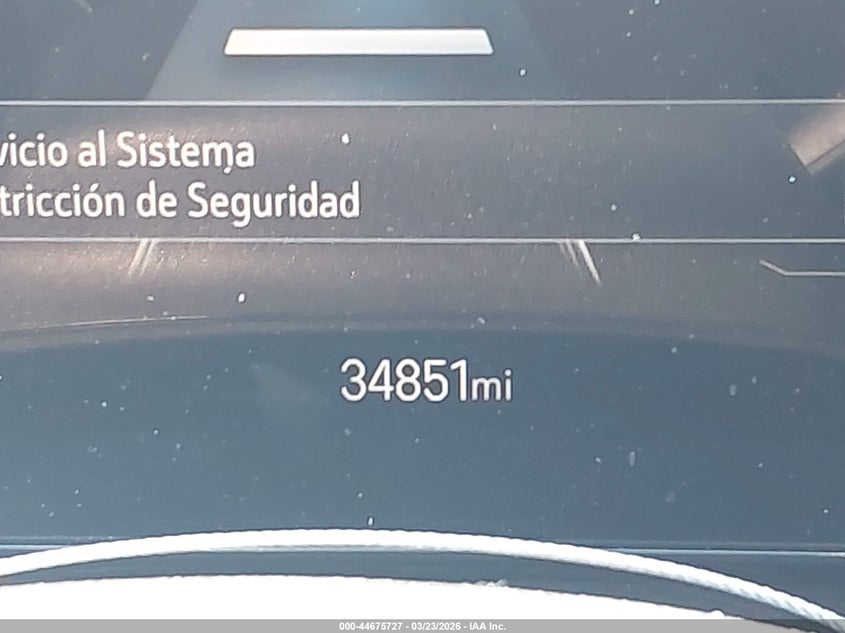 vicio al Sistema
tricción de Seguridad
34851mi
000-44675727 - 03/23/2026 - IAA Inc.